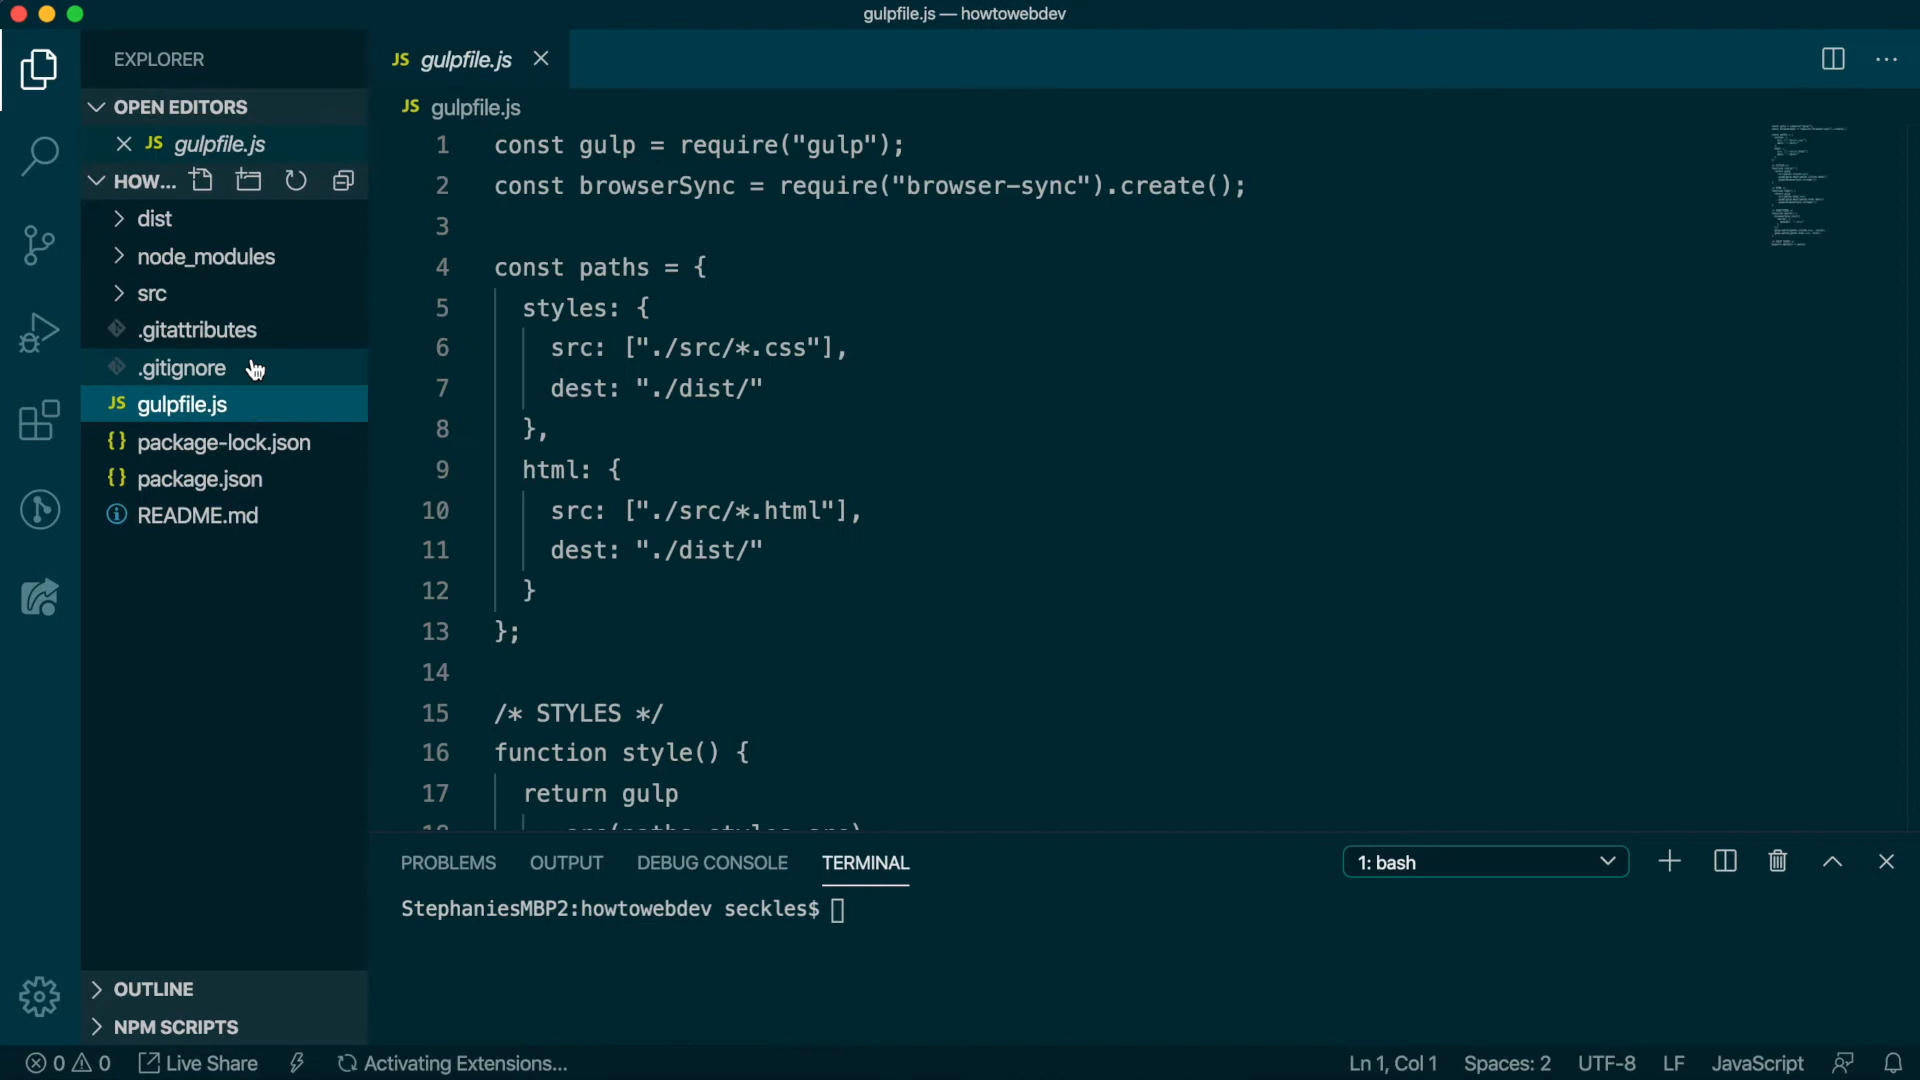 gulpfile.js — howtowebdev
EXPLORER
OPEN EDITORS
JS gulpfile.js
HOW...
dist
node_modules
src
.gitattributes
.gitignore
JS gulpfile.js
{} package-lock.json
{} package.json
README.md
OUTLINE
NPM SCRIPTS
JS gulpfile.js
JS gulpfile.js
1 const gulp = require("gulp");
2 const browserSync = require("browser-sync").create();
3
4 const paths = {
5 styles: {
6 src: ["./src/*.css"],
7 dest: "./dist/"
8 },
9 html: {
10 src: ["./src/*.html"],
11 dest: "./dist/"
12 }
13 };
14
15 /* STYLES */
16 function style() {
17 return gulp
18 .src(paths.styles.src)
PROBLEMS OUTPUT DEBUG CONSOLE TERMINAL 1: bash
StephaniesMBP2:howtowebdev seckles$
0 0 Live Share Activating Extensions... Ln 1, Col 1 Spaces: 2 UTF-8 LF JavaScript